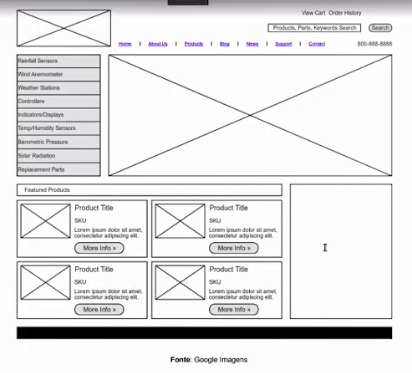 View Cart Order History
Products, Parts, Keywords Search
Search
Home | About Us | Products | Blog | News | Support | Contact
800-888-8888
Rainfall Sensors
Wind Anemometer
Weather Stations
Controllers
Indicators/Displays
Temp/Humidity Sensors
Barometric Pressure
Solar Radiation
Replacement Parts
Featured Products
Product Title
SKU
Lorem ipsum dolor sit amet,
consectetur adipiscing elit.
More Info »
Product Title
SKU
Lorem ipsum dolor sit amet,
consectetur adipiscing elit.
More Info »
Product Title
SKU
Lorem ipsum dolor sit amet,
consectetur adipiscing elit.
More Info »
Product Title
SKU
Lorem ipsum dolor sit amet,
consectetur adipiscing elit.
More Info »
Fonte: Google Imagens